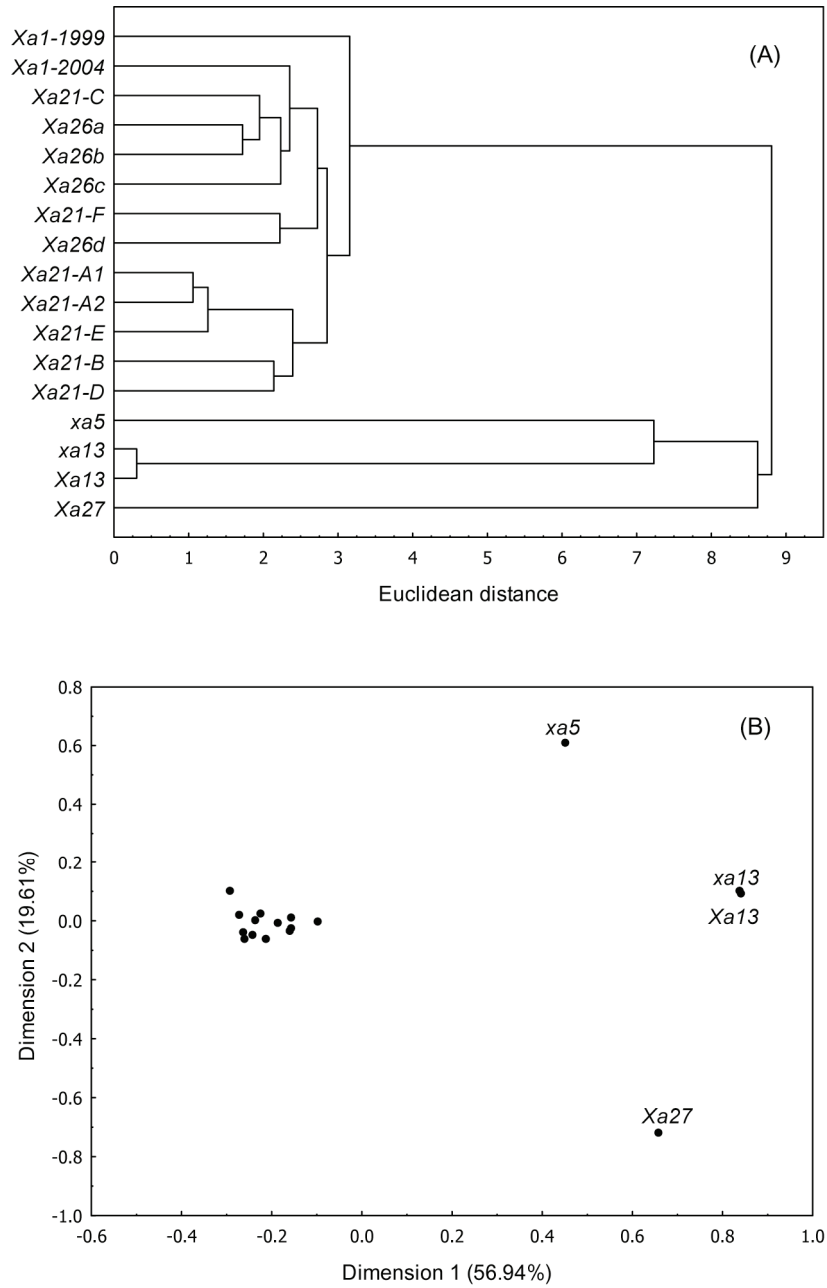 Xa1-1999
(A)
Xa1-2004
Xa21-C
Xa26a
Xa26b
Xa26c
Xa21-F
Xa26d
Xa21-A1
Xa21-A2
Xa21-E
Xa21-B
Xa21-D
xa5
xa13
Xa13
Xa27
0 1 2 3 4 5 6 7 8 9
Euclidean distance
0.8
xa5
(B)
0.6
0.4
0.2
xa13
0.0
Xa13
-0.2
-0.4
-0.6
Xa27
-0.8
-1.0
Dimension 2 (19.61%)
-0.6 -0.4 -0.2 0.0 0.2 0.4 0.6 0.8 1.0
Dimension 1 (56.94%)